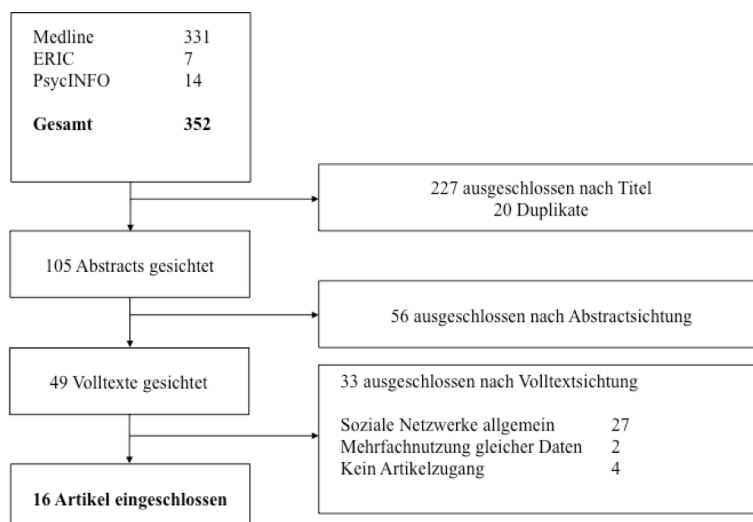 Medline 331
ERIC 7
PsycINFO 14
Gesamt 352
227 ausgeschlossen nach Titel
20 Duplikate
105 Abstracts gesichtet
56 ausgeschlossen nach Abstractsichtung
49 Volltexte gesichtet
33 ausgeschlossen nach Volltextsichtung
Soziale Netzwerke allgemein 27
Mehrfachnutzung gleicher Daten 2
Kein Artikelzugang 4
16 Artikel eingeschlossen